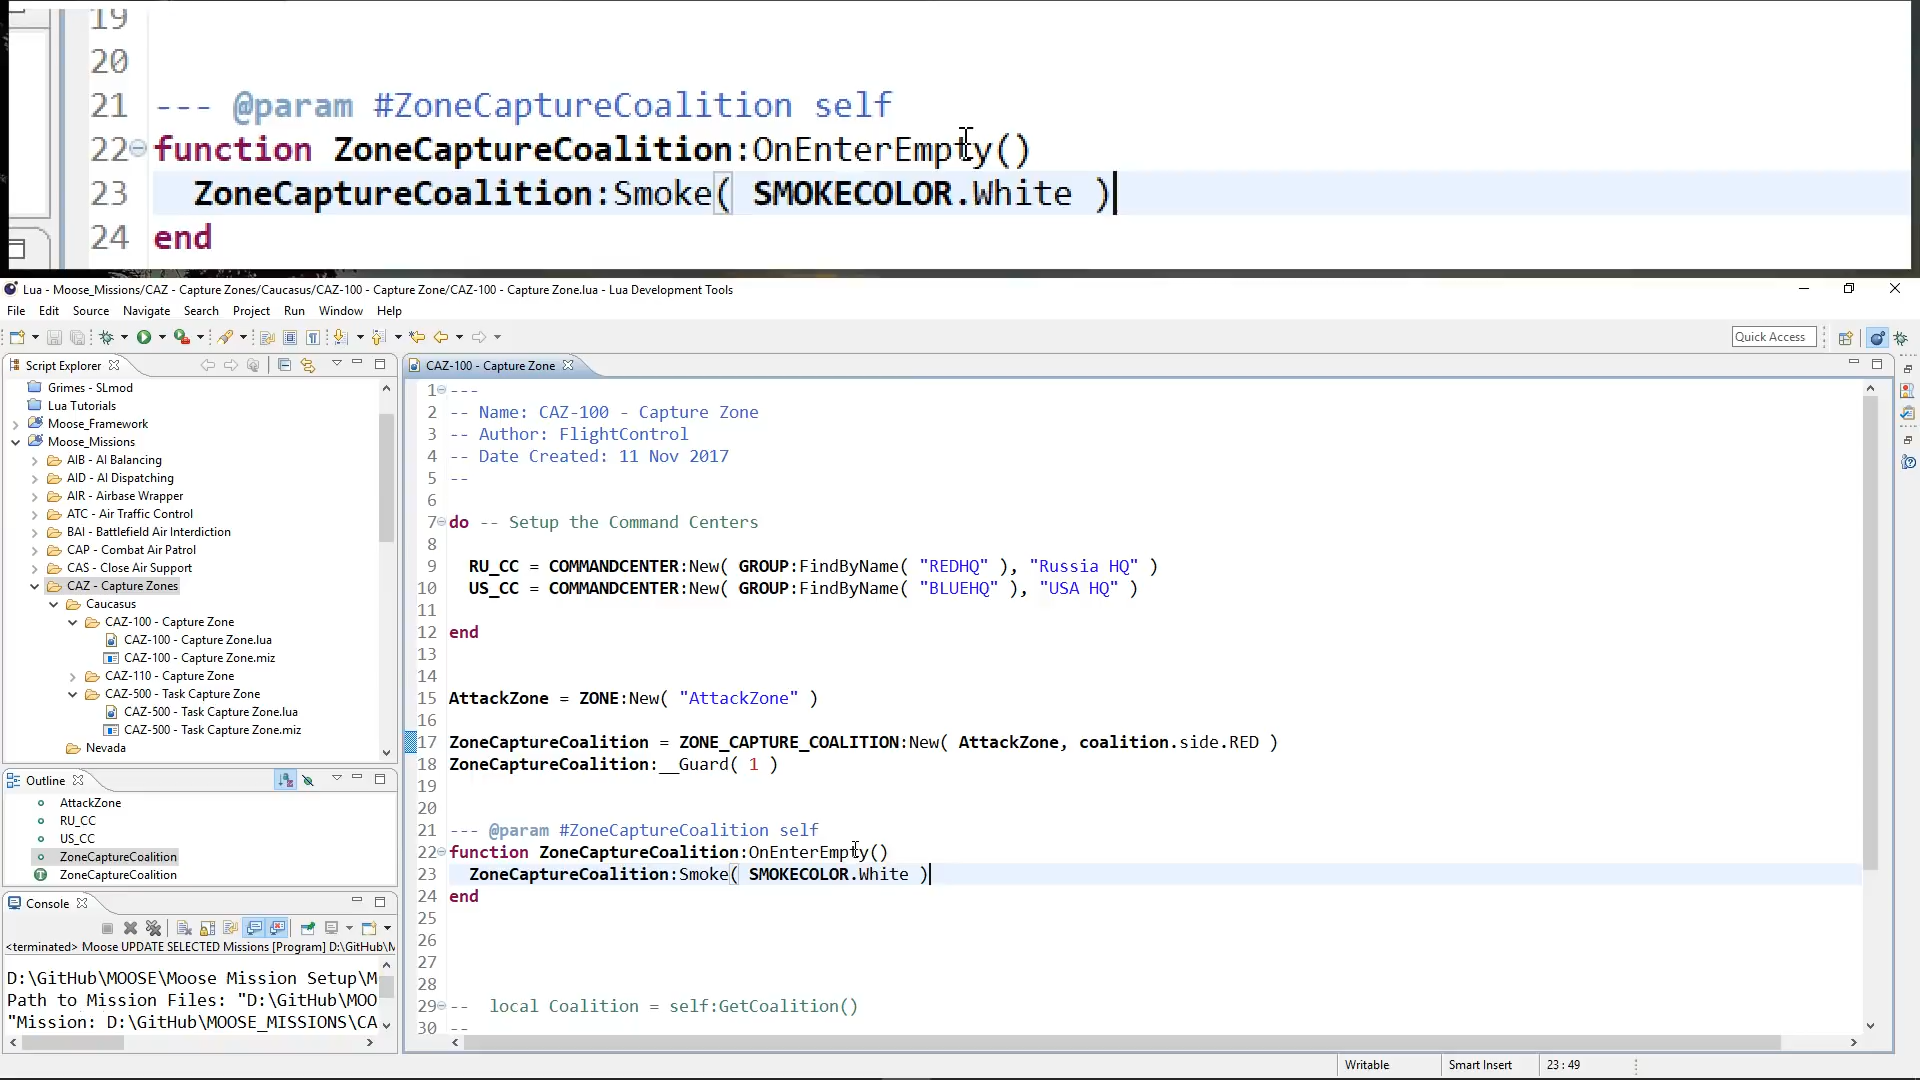 19
20
21 --- @param #ZoneCaptureCoalition self
22 function ZoneCaptureCoalition:OnEnterEmpty()
23 ZoneCaptureCoalition:Smoke( SMOKECOLOR.White )
24 end
Lua - Moose_Missions/CAZ - Capture Zones/Caucasus/CAZ-100 - Capture Zone/CAZ-100 - Capture Zone.lua - Lua Development Tools
File Edit Source Navigate Search Project Run Window Help
Quick Access
Script Explorer
Grimes - SLmod
Lua Tutorials
Moose_Framework
Moose_Missions
AIB - AI Balancing
AID - AI Dispatching
AIR - Airbase Wrapper
ATC - Air Traffic Control
BAI - Battlefield Air Interdiction
CAP - Combat Air Patrol
CAS - Close Air Support
CAZ - Capture Zones
Caucasus
CAZ-100 - Capture Zone
CAZ-100 - Capture Zone.lua
CAZ-100 - Capture Zone.miz
CAZ-110 - Capture Zone
CAZ-500 - Task Capture Zone
CAZ-500 - Task Capture Zone.lua
CAZ-500 - Task Capture Zone.miz
Nevada
Outline
AttackZone
RU_CC
US_CC
ZoneCaptureCoalition
ZoneCaptureCoalition
Console
<terminated> Moose UPDATE SELECTED Missions [Program] D:\GitHub\M
D:\GitHub\MOOSE\Moose Mission Setup\M
Path to Mission Files: "D:\GitHub\MOO
"Mission: D:\GitHub\MOOSE_MISSIONS\CA
CAZ-100 - Capture Zone
1 ---
2 -- Name: CAZ-100 - Capture Zone
3 -- Author: FlightControl
4 -- Date Created: 11 Nov 2017
5 --
6
7 do -- Setup the Command Centers
8
9 RU_CC = COMMANDCENTER:New( GROUP:FindByName( "REDHQ" ), "Russia HQ" )
10 US_CC = COMMANDCENTER:New( GROUP:FindByName( "BLUEHQ" ), "USA HQ" )
11
12 end
13
14
15 AttackZone = ZONE:New( "AttackZone" )
16
17 ZoneCaptureCoalition = ZONE_CAPTURE_COALITION:New( AttackZone, coalition.side.RED )
18 ZoneCaptureCoalition:__Guard( 1 )
19
20
21 --- @param #ZoneCaptureCoalition self
22 function ZoneCaptureCoalition:OnEnterEmpty()
23 ZoneCaptureCoalition:Smoke( SMOKECOLOR.White )
24 end
25
26
27
28
29 -- local Coalition = self:GetCoalition()
30 --
Writable Smart Insert 23 : 49